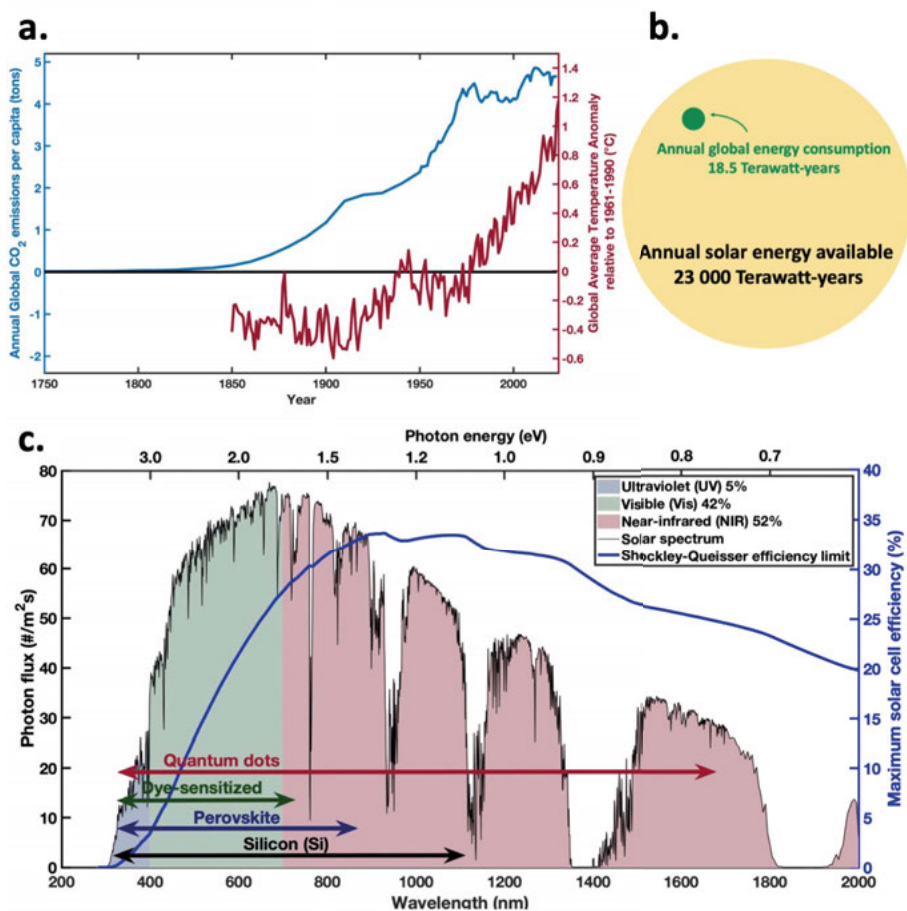 a.
Annual Global CO2 emissions per capita (tons)
5
4
3
2
1
0
-1
-2
1.4
1.2
1
0.8
0.6
0.4
0.2
0
-0.2
-0.4
-0.6
Global Average Temperature Anomaly
relative to 1961-1990 (°C)
1750
1800
1850
1900
1950
2000
Year
b.
Annual global energy consumption
18.5 Terawatt-years
Annual solar energy available
23 000 Terawatt-years
c.
Photon energy (eV)
3.0
2.0
1.5
1.2
1.0
0.9
0.8
0.7
Photon flux (#/m2s)
80
70
60
50
40
30
20
10
0
Ultraviolet (UV) 5%
Visible (Vis) 42%
Near-infrared (NIR) 52%
Solar spectrum
Shockley-Queisser efficiency limit
Quantum dots
Dye-sensitized
Perovskite
Silicon (Si)
40
35
30
25
20
15
10
5
0
Maximum solar cell efficiency (%)
200
400
600
800
1000
1200
1400
1600
1800
2000
Wavelength (nm)